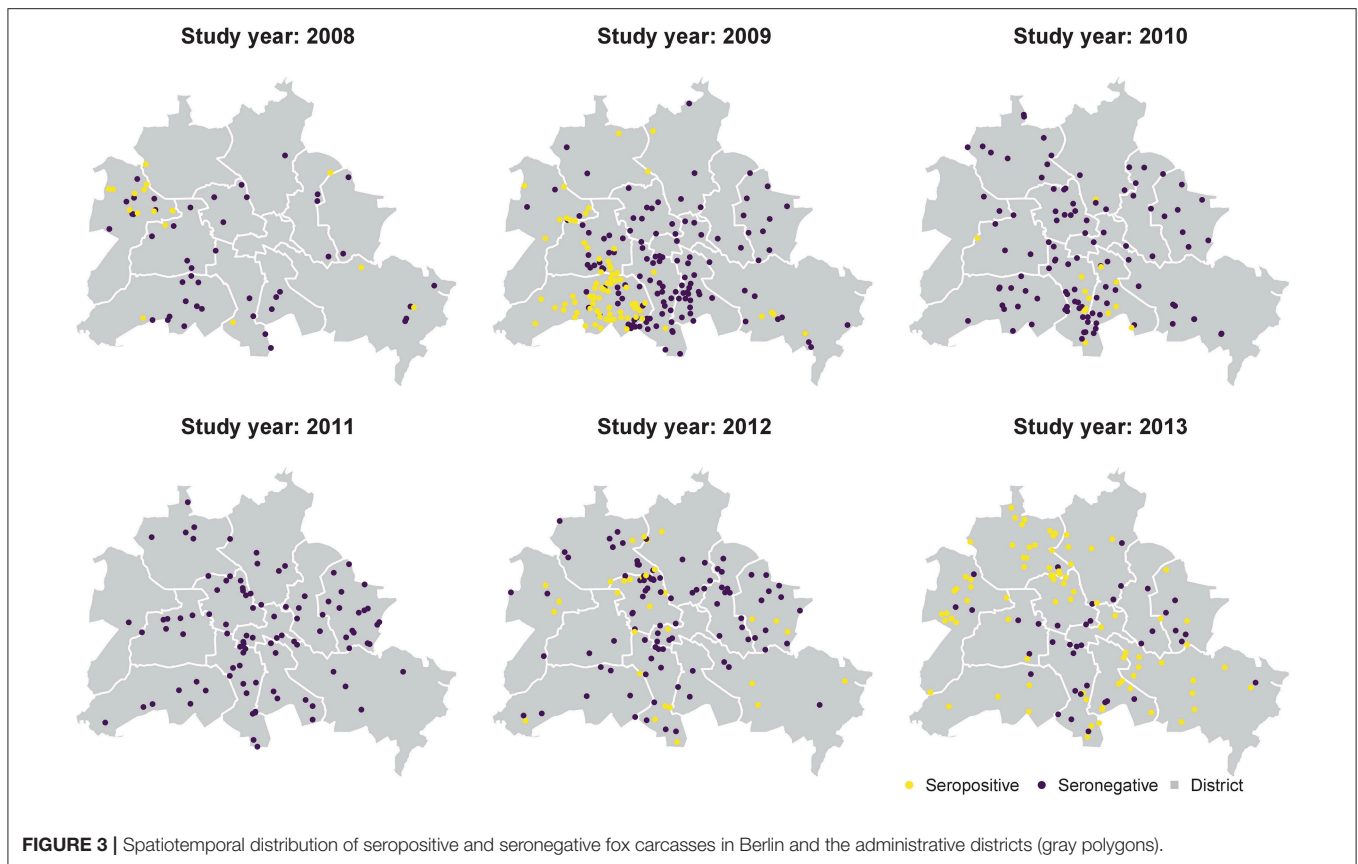 Study year: 2008
Study year: 2009
Study year: 2010
Study year: 2011
Study year: 2012
Study year: 2013
Seropositive Seronegative District
FIGURE 3 | Spatiotemporal distribution of seropositive and seronegative fox carcasses in Berlin and the administrative districts (gray polygons).